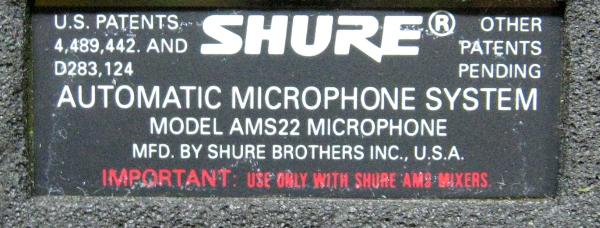 U.S. PATENTS
4,489,442. AND
D283,124
SHURE®
OTHER
PATENTS
PENDING
AUTOMATIC MICROPHONE SYSTEM
MODEL AMS22 MICROPHONE
MFD. BY SHURE BROTHERS INC., U.S.A.
IMPORTANT: USE ONLY WITH SHURE AMS MIXERS.